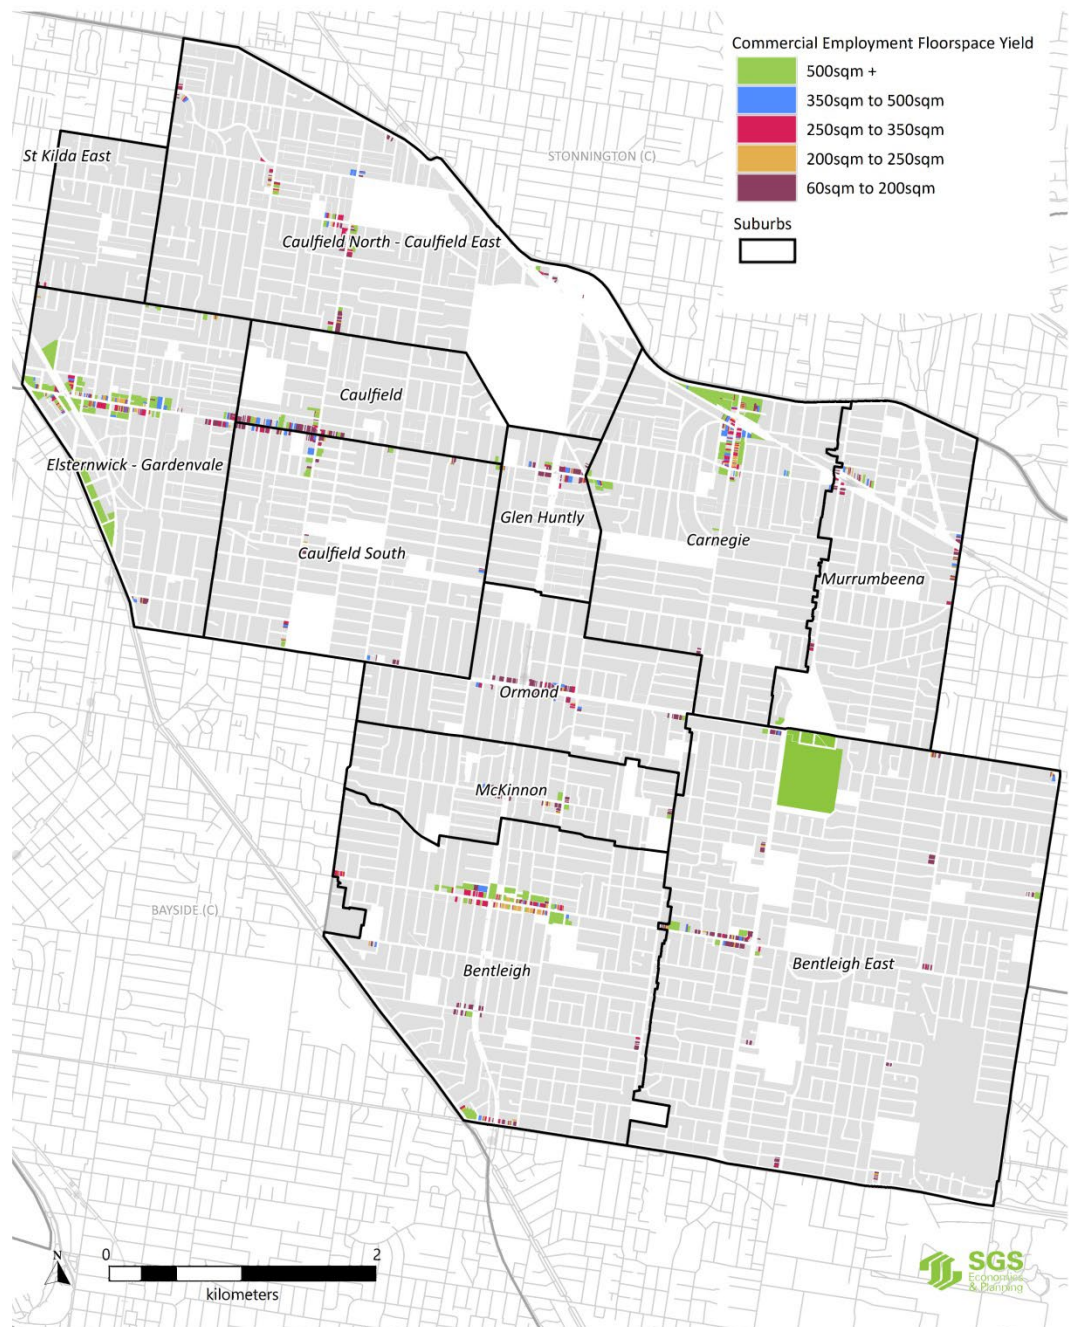 Commercial Employment Floorspace Yield
500sqm +
350sqm to 500sqm
250sqm to 350sqm
200sqm to 250sqm
60sqm to 200sqm
Suburbs
STONNINGTON (C)
St Kilda East
Caulfield North - Caulfield East
Caulfield
Elsternwick - Gardenvale
Glen Huntly
Carnegie
Caulfield South
Murrumbeena
Ormond
McKinnon
BAYSIDE (C)
Bentleigh
Bentleigh East
N
0
2
kilometers
SGS
Economics
& Planning